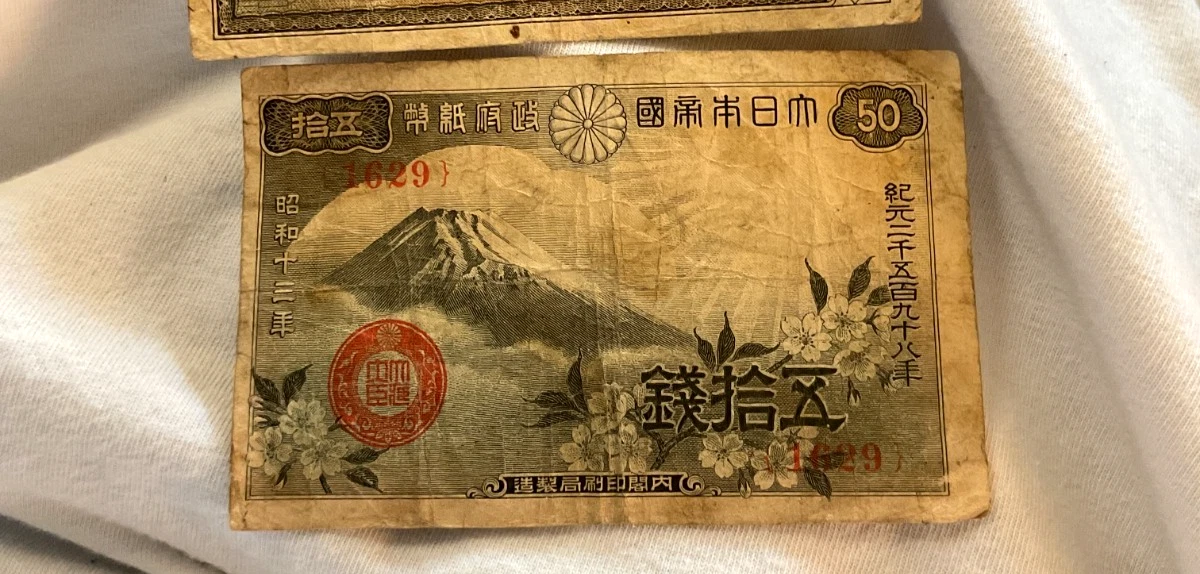 大日本帝國政府紙幣
50
五拾
{1629}
紀元二千五百九十八年
昭和十三年
五拾錢
{1629}
内閣印刷局製造